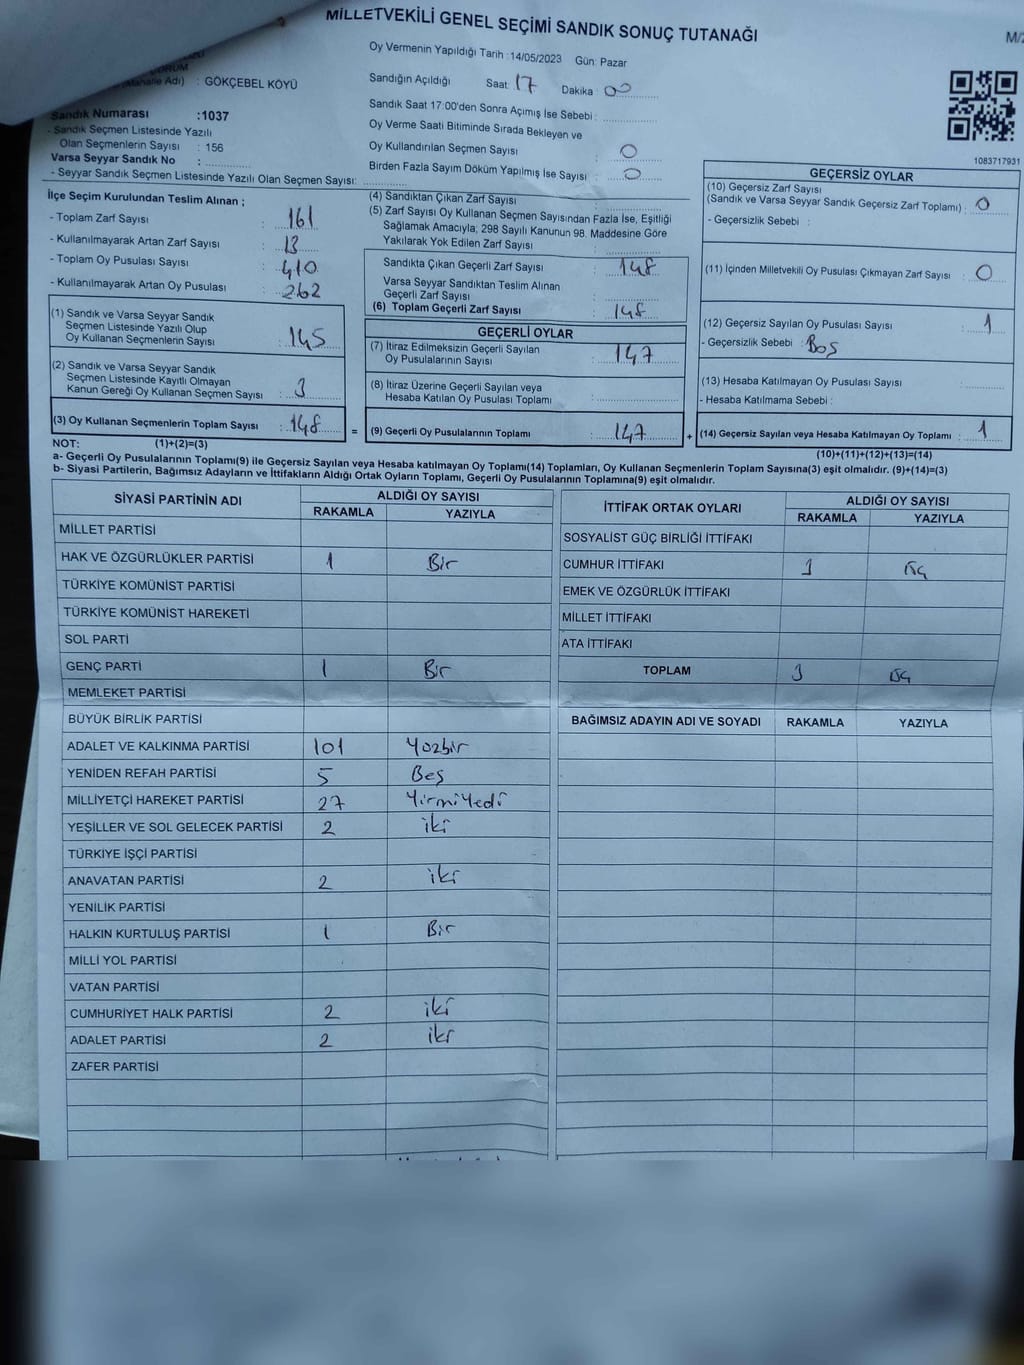 MİLLETVEKİLİ GENEL SEÇİMİ SANDIK SONUÇ TUTANAĞI
Oy Vermenin Yapıldığı Tarih :14/05/2023 Gün: Pazar
: GÖKÇEBEL KÖYÜ
Sandığın Açıldığı Saat: 17 Dakika : 00
Sandık Saat 17:00'den Sonra Açımış İse Sebebi :
Sandık Numarası :1037
- Sandık Seçmen Listesinde Yazılı
Olan Seçmenlerin Sayısı : 156
Varsa Seyyar Sandık No :
- Seyyar Sandık Seçmen Listesinde Yazılı Olan Seçmen Sayısı:
Oy Verme Saati Bitiminde Sırada Bekleyen ve
Oy Kullandırılan Seçmen Sayısı : 0
Birden Fazla Sayım Döküm Yapılmış İse Sayısı : 0
1083717931
İlçe Seçim Kurulundan Teslim Alınan ;
- Toplam Zarf Sayısı : 161
- Kullanılmayarak Artan Zarf Sayısı : 13
- Toplam Oy Pusulası Sayısı : 410
- Kullanılmayarak Artan Oy Pusulası : 262
(1) Sandık ve Varsa Seyyar Sandık
Seçmen Listesinde Yazılı Olup
Oy Kullanan Seçmenlerin Sayısı : 145
(2) Sandık ve Varsa Seyyar Sandık
Seçmen Listesinde Kayıtlı Olmayan
Kanun Gereği Oy Kullanan Seçmen Sayısı : 3
(3) Oy Kullanan Seçmenlerin Toplam Sayısı : 148
(4) Sandıktan Çıkan Zarf Sayısı :
(5) Zarf Sayısı Oy Kullanan Seçmen Sayısından Fazla İse, Eşitliği
Sağlamak Amacıyla; 298 Sayılı Kanunun 98. Maddesine Göre
Yakılarak Yok Edilen Zarf Sayısı :
Sandıkta Çıkan Geçerli Zarf Sayısı : 148
Varsa Seyyar Sandıktan Teslim Alınan
Geçerli Zarf Sayısı :
(6) Toplam Geçerli Zarf Sayısı : 148
GEÇERLİ OYLAR
(7) İtiraz Edilmeksizin Geçerli Sayılan
Oy Pusulalarının Sayısı : 147
(8) İtiraz Üzerine Geçerli Sayılan veya
Hesaba Katılan Oy Pusulası Toplamı :
= (9) Geçerli Oy Pusulalarının Toplamı : 147
GEÇERSİZ OYLAR
(10) Geçersiz Zarf Sayısı
(Sandık ve Varsa Seyyar Sandık Geçersiz Zarf Toplamı) : 0
- Geçersizlik Sebebi :
(11) İçinden Milletvekili Oy Pusulası Çıkmayan Zarf Sayısı : 0
(12) Geçersiz Sayılan Oy Pusulası Sayısı : 1
- Geçersizlik Sebebi : Boş
(13) Hesaba Katılmayan Oy Pusulası Sayısı :
- Hesaba Katılmama Sebebi :
+ (14) Geçersiz Sayılan veya Hesaba Katılmayan Oy Toplamı : 1
NOT: (1)+(2)=(3)
(10)+(11)+(12)+(13)=(14)
a- Geçerli Oy Pusulalarının Toplamı(9) ile Geçersiz Sayılan veya Hesaba katılmayan Oy Toplamı(14) Toplamları, Oy Kullanan Seçmenlerin Toplam Sayısına(3) eşit olmalıdır. (9)+(14)=(3)
b- Siyasi Partilerin, Bağımsız Adayların ve İttifakların Aldığı Ortak Oyların Toplamı, Geçerli Oy Pusulalarının Toplamına(9) eşit olmalıdır.
SİYASİ PARTİNİN ADI ALDIĞI OY SAYISI
RAKAMLA YAZIYLA
MİLLET PARTİSİ
HAK VE ÖZGÜRLÜKLER PARTİSİ 1 Bir
TÜRKİYE KOMÜNİST PARTİSİ
TÜRKİYE KOMÜNİST HAREKETİ
SOL PARTİ
GENÇ PARTİ 1 Bir
MEMLEKET PARTİSİ
BÜYÜK BİRLİK PARTİSİ
ADALET VE KALKINMA PARTİSİ 101 Yüzbir
YENİDEN REFAH PARTİSİ 5 Beş
MİLLİYETÇİ HAREKET PARTİSİ 27 YirmiYedi
YEŞİLLER VE SOL GELECEK PARTİSİ 2 iki
TÜRKİYE İŞÇİ PARTİSİ
ANAVATAN PARTİSİ 2 iki
YENİLİK PARTİSİ
HALKIN KURTULUŞ PARTİSİ 1 Bir
MİLLİ YOL PARTİSİ
VATAN PARTİSİ
CUMHURİYET HALK PARTİSİ 2 iki
ADALET PARTİSİ 2 iki
ZAFER PARTİSİ
İTTİFAK ORTAK OYLARI ALDIĞI OY SAYISI
RAKAMLA YAZIYLA
SOSYALİST GÜÇ BİRLİĞİ İTTİFAKI
CUMHUR İTTİFAKI 3 üç
EMEK VE ÖZGÜRLÜK İTTİFAKI
MİLLET İTTİFAKI
ATA İTTİFAKI
TOPLAM 3 üç
BAĞIMSIZ ADAYIN ADI VE SOYADI RAKAMLA YAZIYLA